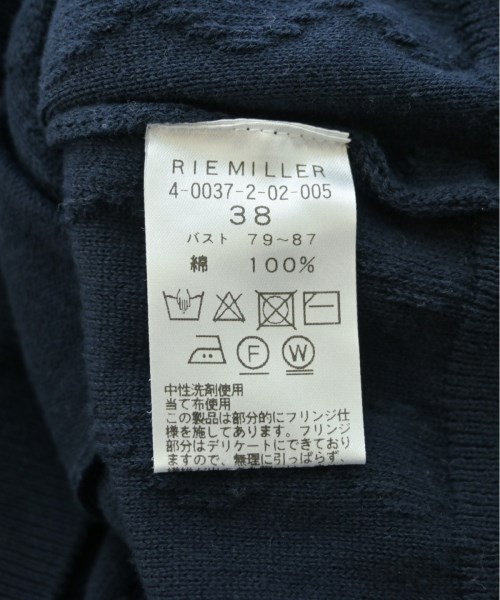 RIEMILLER
4-0037-2-02-005
38
バスト 79~87
綿 100%
F W
中性洗剤使用
当て布使用
この製品は部分的にフリンジ仕
様を施してあります。フリンジ
部分はデリケートにできており
ますので、無理に引っぱらず、